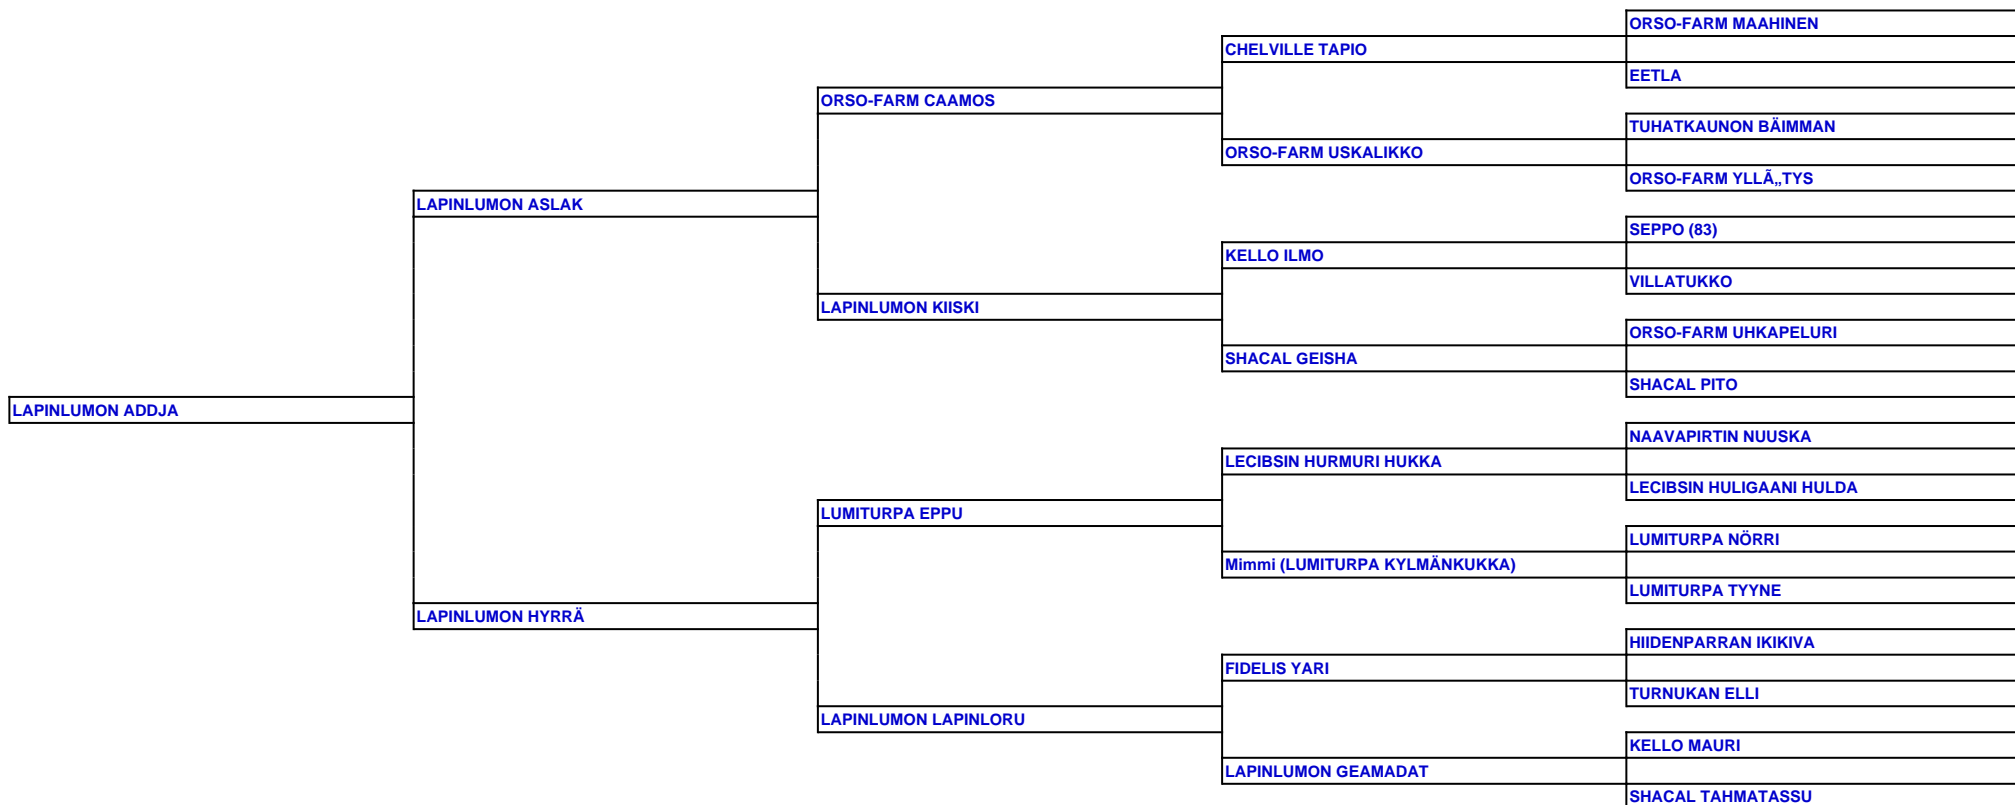 ORSO-FARM MAAHINEN
CHELVILLE TAPIO
EETLA
ORSO-FARM CAAMOS
TUHATKAUNON BÄIMMAN
ORSO-FARM USKALIKKO
ORSO-FARM YLLÃ„TYS
LAPINLUMON ASLAK
SEPPO (83)
KELLO ILMO
VILLATUKKO
LAPINLUMON KIISKI
ORSO-FARM UHKAPELURI
SHACAL GEISHA
SHACAL PITO
LAPINLUMON ADDJA
NAAVAPIRTIN NUUSKA
LECIBSIN HURMURI HUKKA
LECIBSIN HULIGAANI HULDA
LUMITURPA EPPU
LUMITURPA NÖRRI
Mimmi (LUMITURPA KYLMÄNKUKKA)
LUMITURPA TYYNE
LAPINLUMON HYRRÄ
HIIDENPARRAN IKIKIVA
FIDELIS YARI
TURNUKAN ELLI
LAPINLUMON LAPINLORU
KELLO MAURI
LAPINLUMON GEAMADAT
SHACAL TAHMATASSU